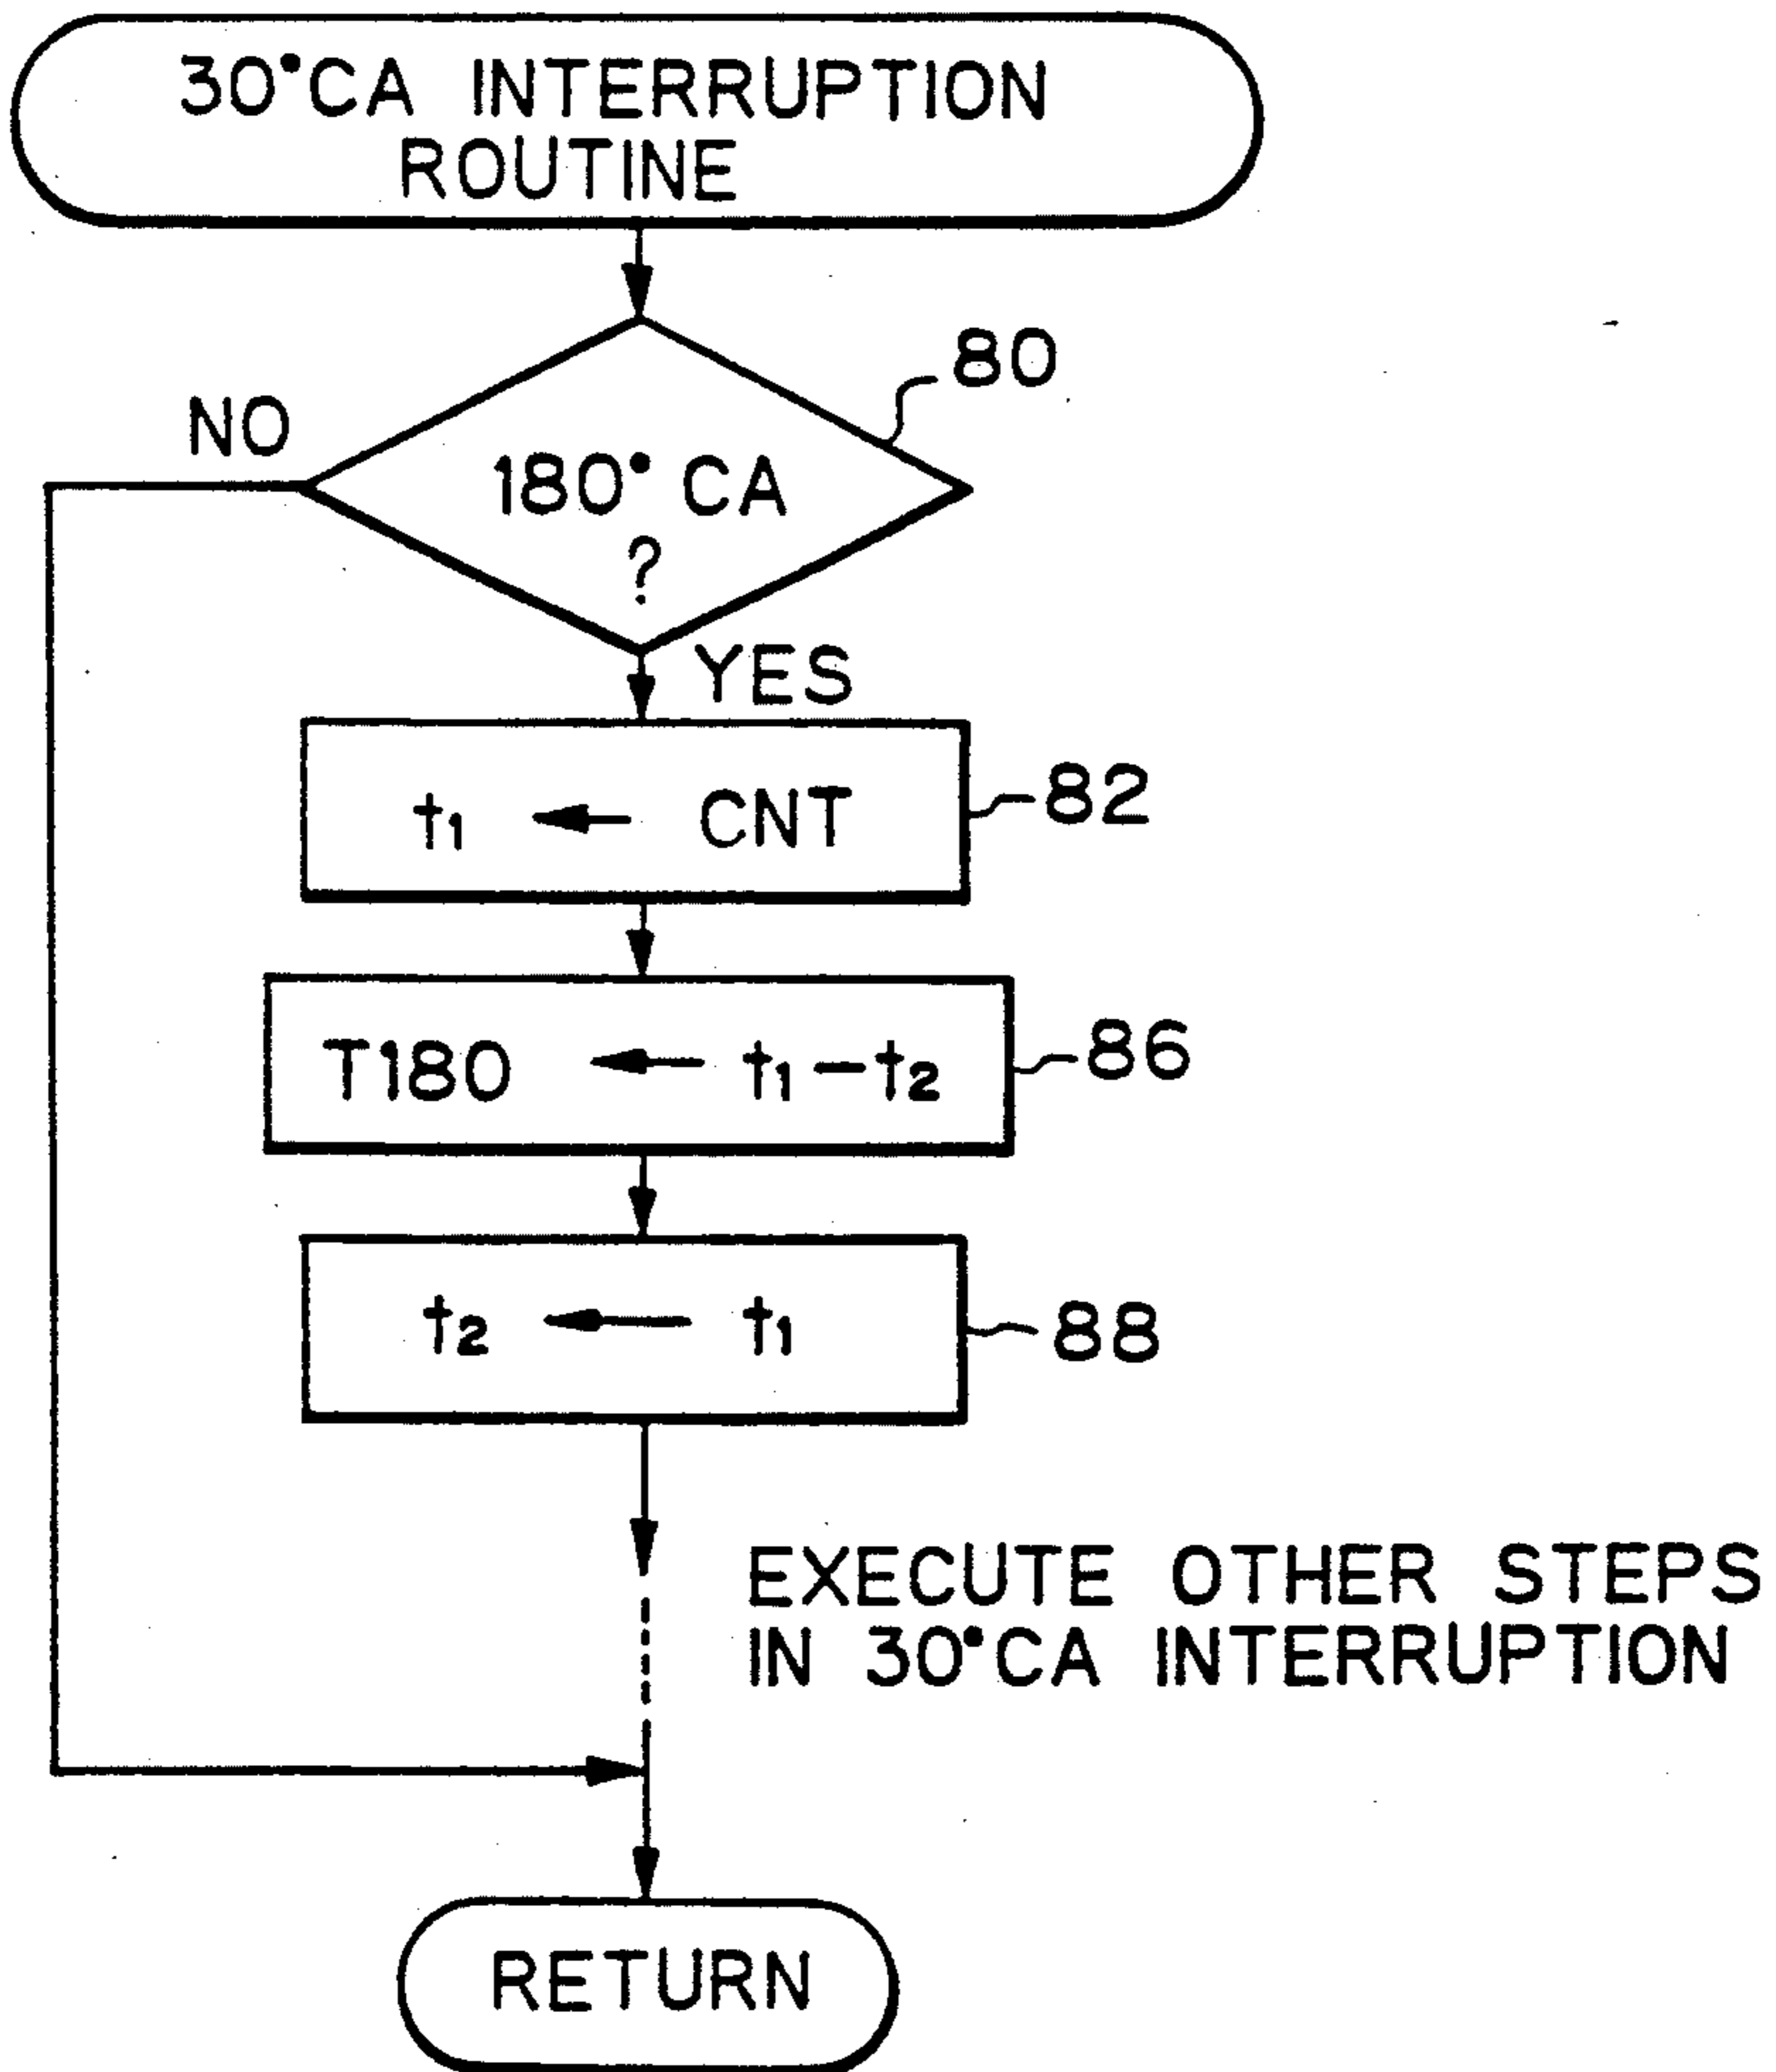 30°CA INTERRUPTION
ROUTINE
80
NO
180° CA
?
YES
t₁ ← CNT
82
T180 ← t₁ – t₂
86
t₂ ← t₁
88
EXECUTE OTHER STEPS
IN 30°CA INTERRUPTION
RETURN